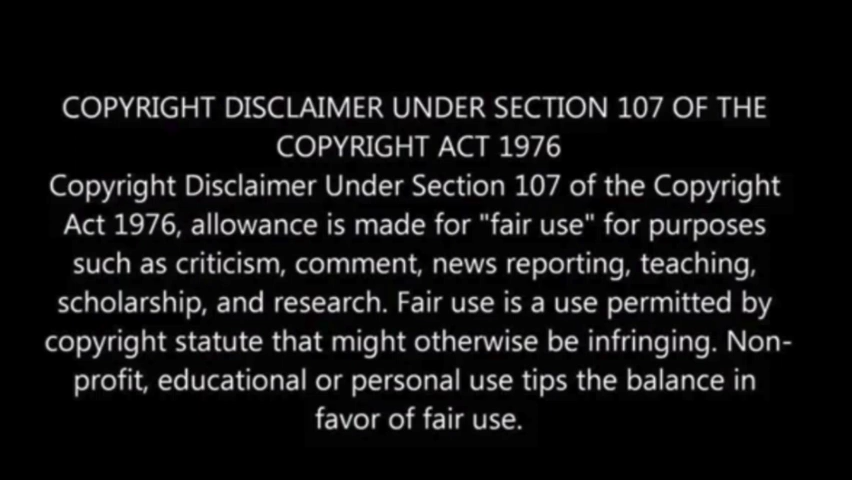 COPYRIGHT DISCLAIMER UNDER SECTION 107 OF THE
COPYRIGHT ACT 1976
Copyright Disclaimer Under Section 107 of the Copyright
Act 1976, allowance is made for "fair use" for purposes
such as criticism, comment, news reporting, teaching,
scholarship, and research. Fair use is a use permitted by
copyright statute that might otherwise be infringing. Non-
profit, educational or personal use tips the balance in
favor of fair use.